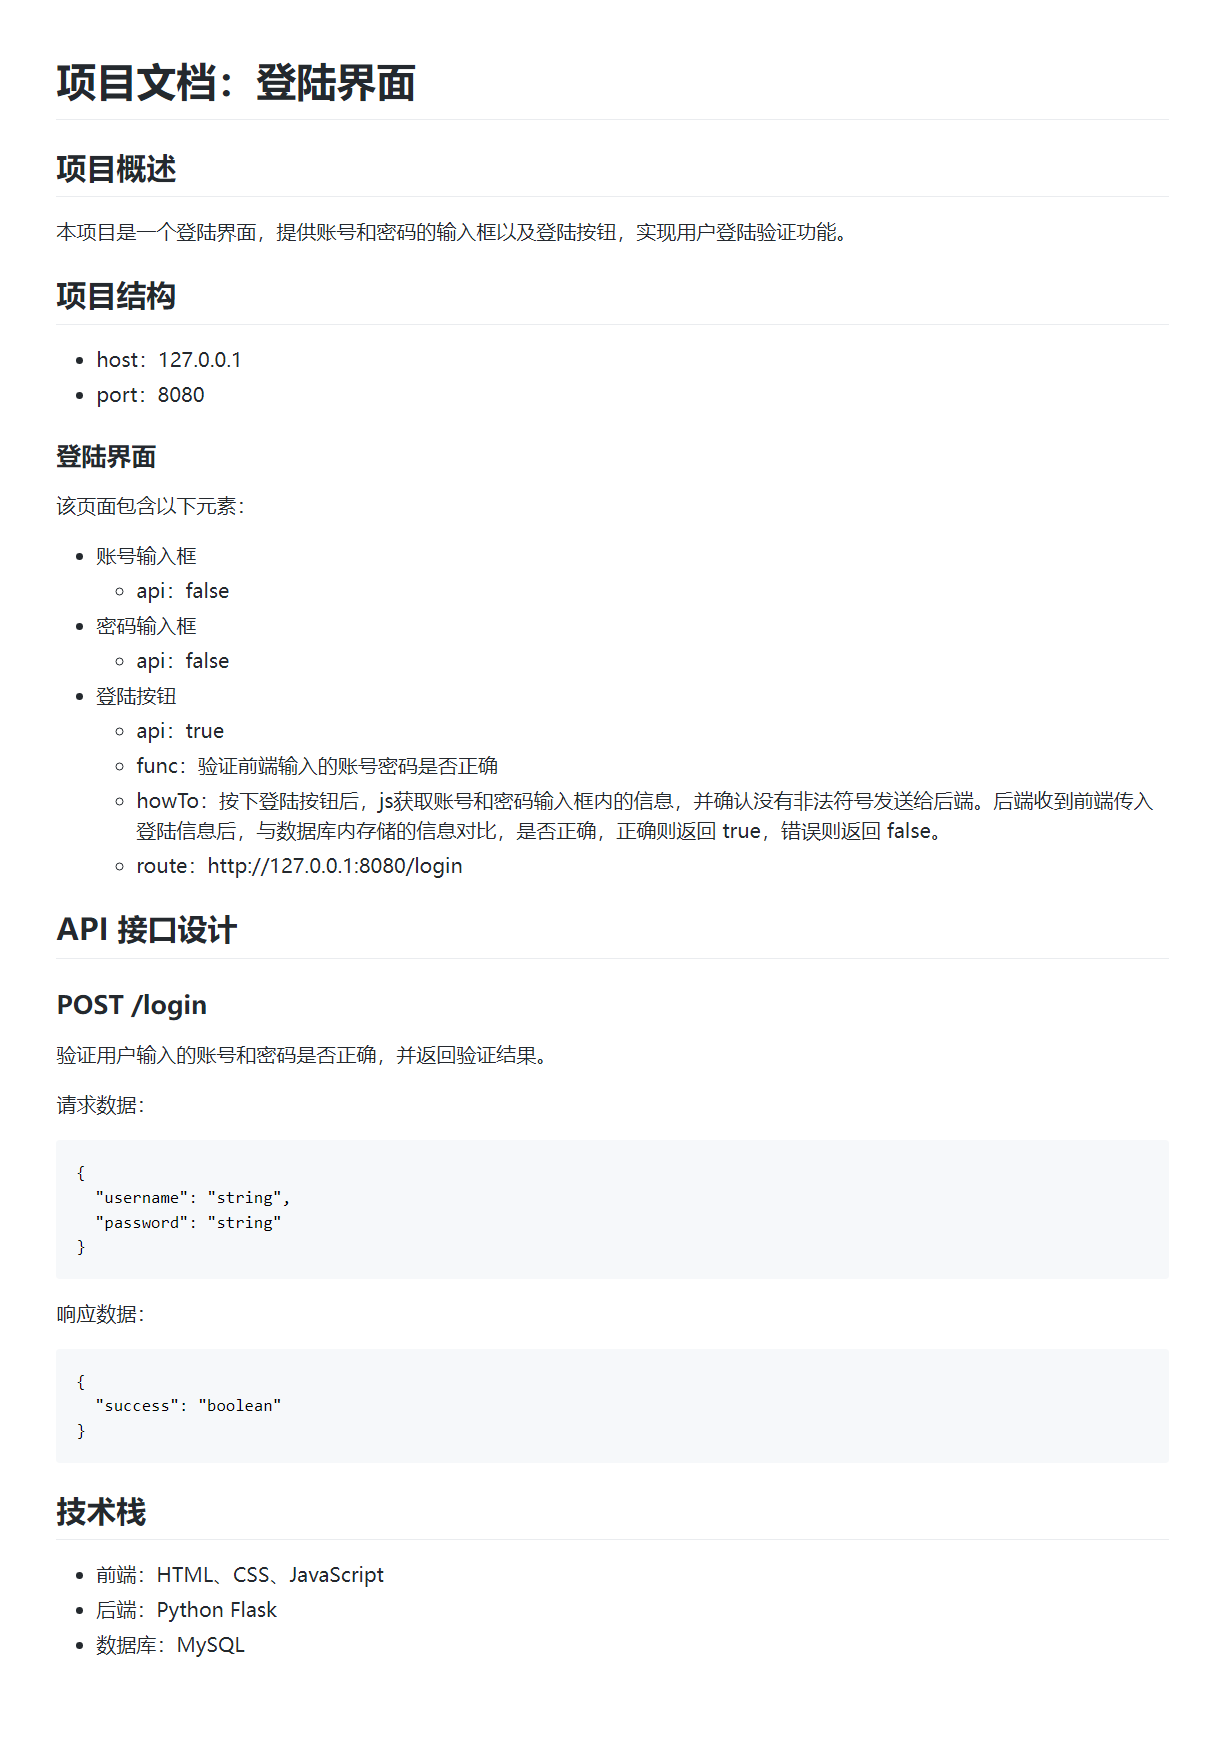 项目文档：登陆界面
项目概述
本项目是一个登陆界面，提供账号和密码的输入框以及登陆按钮，实现用户登陆验证功能。
项目结构
host：127.0.0.1
port：8080
登陆界面
该页面包含以下元素：
账号输入框
api：false
密码输入框
api：false
登陆按钮
api：true
func：验证前端输入的账号密码是否正确
howTo：按下登陆按钮后，js获取账号和密码输入框内的信息，并确认没有非法符号发送给后端。后端收到前端传入
登陆信息后，与数据库内存储的信息对比，是否正确，正确则返回 true，错误则返回 false。
route：http://127.0.0.1:8080/login
API 接口设计
POST /login
验证用户输入的账号和密码是否正确，并返回验证结果。
请求数据：
{
  "username": "string",
  "password": "string"
}
响应数据：
{
  "success": "boolean"
}
技术栈
前端：HTML、CSS、JavaScript
后端：Python Flask
数据库：MySQL